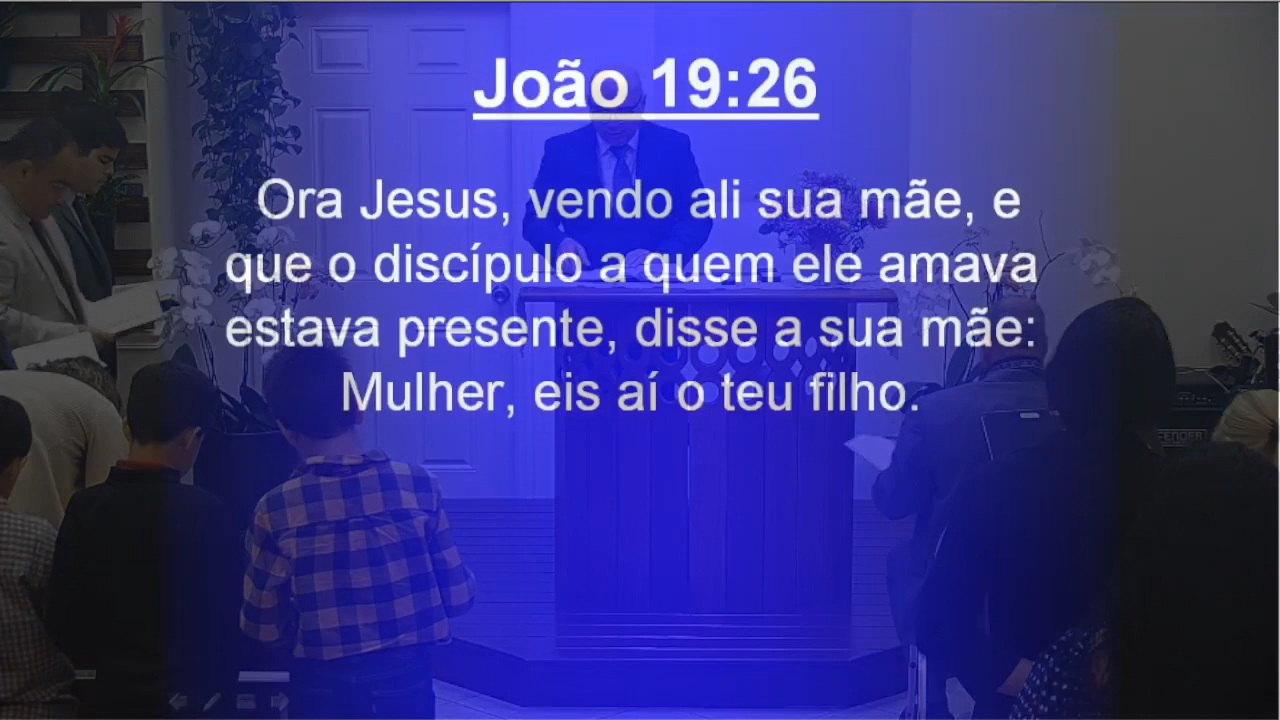 João 19:26
Ora Jesus, vendo ali sua mãe, e
que o discípulo a quem ele amava
estava presente, disse a sua mãe:
Mulher, eis aí o teu filho.
FENDER